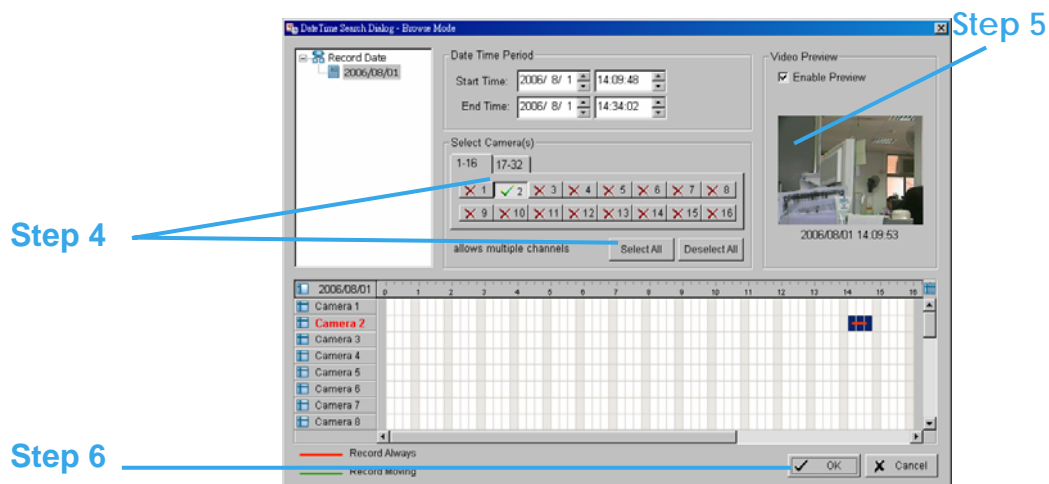 DateTime Search Dialog - Browse Mode
Step 5
Record Date
2006/08/01
Date Time Period
Start Time: 2006/ 8/ 1 14:09:48
End Time: 2006/ 8/ 1 14:34:02
Video Preview
Enable Preview
2006/08/01 14:09:53
Select Camera(s)
1-16 17-32
1 2 3 4 5 6 7 8
9 10 11 12 13 14 15 16
allows multiple channels Select All Deselect All
Step 4
2006/08/01 0 1 2 3 4 5 6 7 8 9 10 11 12 13 14 15 16
Camera 1
Camera 2
Camera 3
Camera 4
Camera 5
Camera 6
Camera 7
Camera 8
Step 6
Record Always
Record Moving
OK Cancel